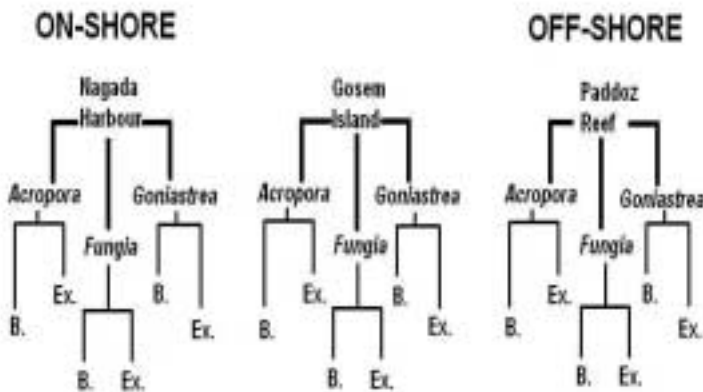 ON-SHORE
OFF-SHORE
Nagada
Harbour
Acropora
Goniastrea
Fungia
B.
Ex.
B.
Ex.
B.
Ex.
Gosem
Island
Acropora
Goniastrea
Fungia
B.
Ex.
B.
Ex.
B.
Ex.
Paddoz
Reef
Acropora
Goniastrea
Fungia
B.
Ex.
B.
Ex.
B.
Ex.